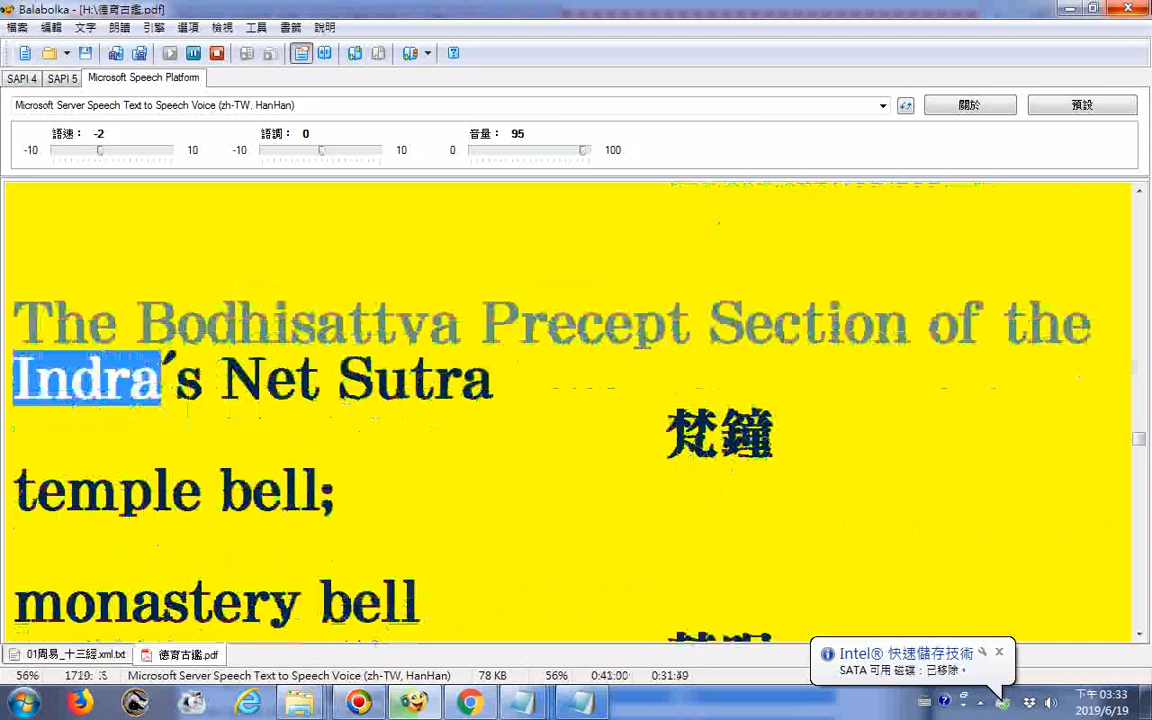 Balabolka - [H:\德育古鑑.pdf]
檔案 編輯 文字 朗讀 引擎 選項 檢視 工具 書籤 說明
SAPI 4 SAPI 5 Microsoft Speech Platform
Microsoft Server Speech Text to Speech Voice (zh-TW, HanHan) 關於 預設
語速： -2 語調： 0 音量： 95
-10 10 -10 10 0 100
The Bodhisattva Precept Section of the
Indra´s Net Sutra
梵鐘
temple bell;
monastery bell
Intel® 快速儲存技術
SATA 可用 磁碟：已移除。
01周易_十三經.xml.txt 德育古鑑.pdf
56% Microsoft Server Speech Text to Speech Voice (zh-TW, HanHan) 78 KB 56% 0:41:00
下午 03:33
2019/6/19